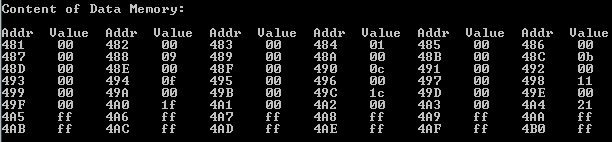 Content of Data Memory:
Addr Value Addr Value Addr Value Addr Value Addr Value Addr Value
481 00 482 00 483 00 484 01 485 00 486 00
487 00 488 09 489 00 48A 00 48B 00 48C 0b
48D 00 48E 00 48F 00 490 0c 491 00 492 00
493 00 494 0f 495 00 496 00 497 00 498 11
499 00 49A 00 49B 00 49C 1c 49D 00 49E 00
49F 00 4A0 1f 4A1 00 4A2 00 4A3 00 4A4 21
4A5 ff 4A6 ff 4A7 ff 4A8 ff 4A9 ff 4AA ff
4AB ff 4AC ff 4AD ff 4AE ff 4AF ff 4B0 ff